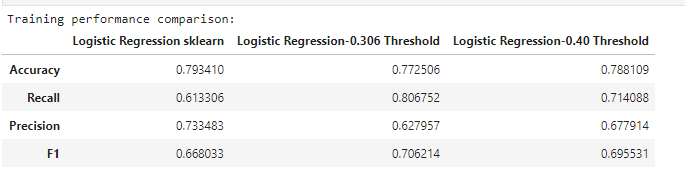 Training performance comparison:
Logistic Regression sklearn Logistic Regression-0.306 Threshold Logistic Regression-0.40 Threshold
Accuracy 0.793410 0.772506 0.788109
Recall 0.613306 0.806752 0.714088
Precision 0.733483 0.627957 0.677914
F1 0.668033 0.706214 0.695531